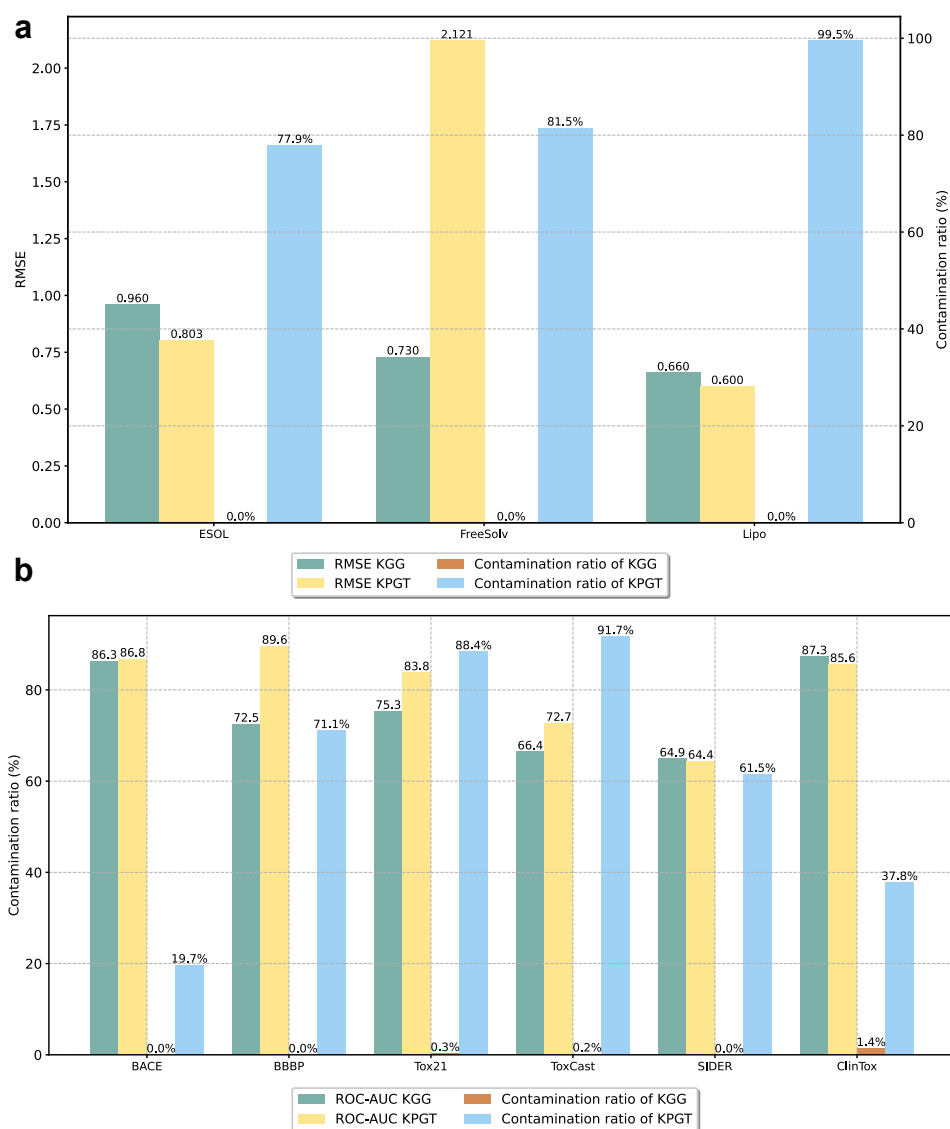 a
2.121
99.5%
100
2.00
81.5%
1.75
77.9%
80
1.50
1.25
60
RMSE
Contamination ratio (%)
1.00
0.960
0.803
40
0.75
0.730
0.660
0.600
0.50
20
0.25
0.00
0.0%
0.0%
0.0%
0
ESOL
FreeSolv
Lipo
RMSE KGG
Contamination ratio of KGG
RMSE KPGT
Contamination ratio of KPGT
b
86.3
86.8
72.5
89.6
71.1%
75.3
83.8
88.4%
66.4
72.7
91.7%
64.9
64.4
61.5%
87.3
85.6
37.8%
19.7%
80
60
40
20
0
Contamination ratio (%)
0.0%
0.0%
0.3%
0.2%
0.0%
1.4%
BACE
BBBP
Tox21
ToxCast
SIDER
ClinTox
ROC-AUC KGG
Contamination ratio of KGG
ROC-AUC KPGT
Contamination ratio of KPGT